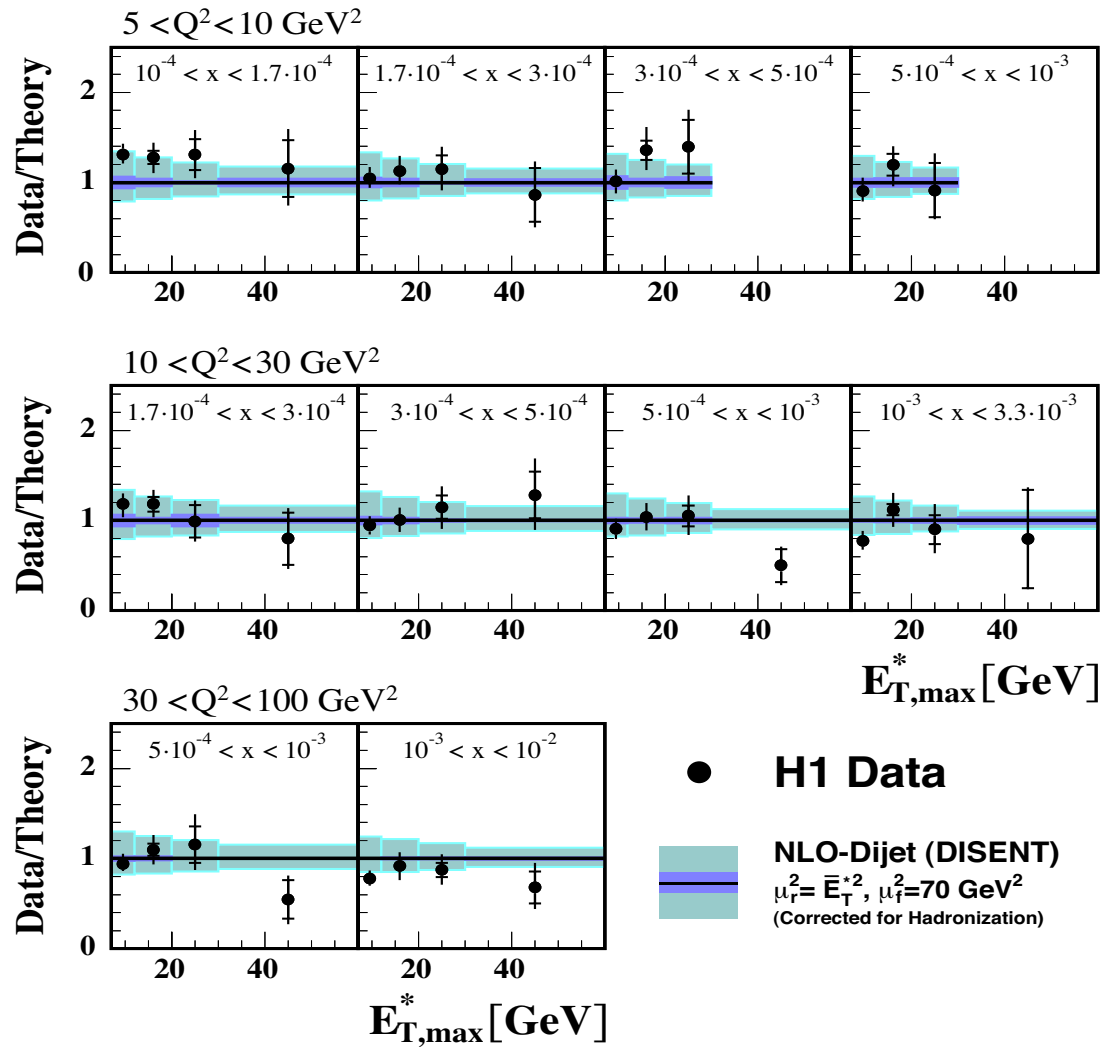 5 <Q²<10 GeV²
Data/Theory
10⁻⁴ < x < 1.7·10⁻⁴
1.7·10⁻⁴ < x < 3·10⁻⁴
3·10⁻⁴ < x < 5·10⁻⁴
5·10⁻⁴ < x < 10⁻³
2
1
0
20 40 20 40 20 40 20 40
10 <Q²<30 GeV²
Data/Theory
1.7·10⁻⁴ < x < 3·10⁻⁴
3·10⁻⁴ < x < 5·10⁻⁴
5·10⁻⁴ < x < 10⁻³
10⁻³ < x < 3.3·10⁻³
2
1
0
20 40 20 40 20 40 20 40
E*T,max [GeV]
30 <Q²<100 GeV²
Data/Theory
5·10⁻⁴ < x < 10⁻³
10⁻³ < x < 10⁻²
2
1
0
20 40 20 40
E*T,max [GeV]
H1 Data
NLO-Dijet (DISENT)
μr²= ĒT*², μf²=70 GeV²
(Corrected for Hadronization)